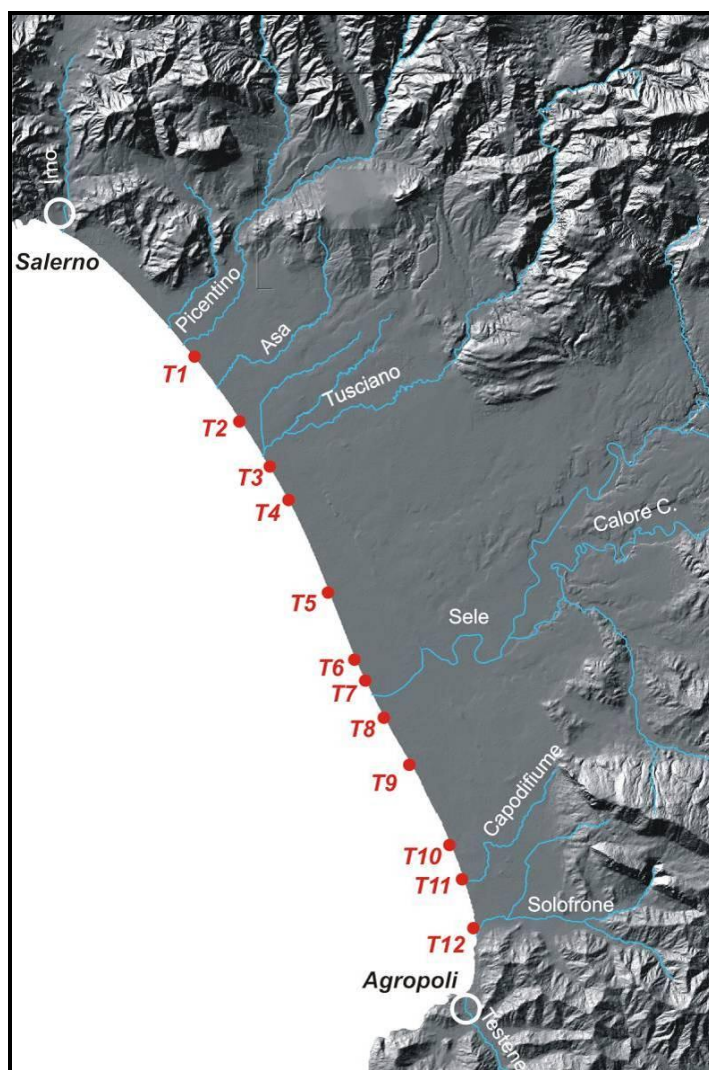 Irno
Salerno
Picentino
Asa
T1
Tusciano
T2
T3
T4
Calore C.
T5
Sele
T6
T7
T8
Capodifiume
T9
T10
T11
Solofrone
T12
Agropoli
Testene